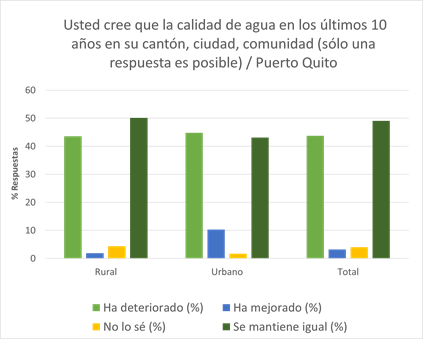 Usted cree que la calidad de agua en los últimos 10
años en su cantón, ciudad, comunidad (sólo una
respuesta es posible) / Puerto Quito
% Respuestas
60
50
40
30
20
10
0
Rural Urbano Total
Ha deteriorado (%) Ha mejorado (%)
No lo sé (%) Se mantiene igual (%)